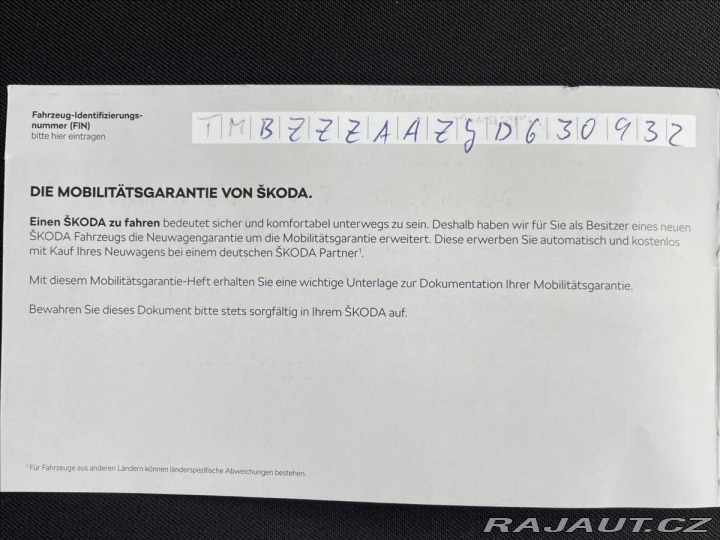 Fahrzeug-Identifizierungs-
nummer (FIN)
bitte hier eintragen
TMBZZZAAZgD630932
DIE MOBILITÄTSGARANTIE VON ŠKODA.
Einen ŠKODA zu fahren bedeutet sicher und komfortabel unterwegs zu sein. Deshalb haben wir für Sie als Besitzer eines neuen
ŠKODA Fahrzeugs die Neuwagengarantie um die Mobilitätsgarantie erweitert. Diese erwerben Sie automatisch und kostenlos
mit Kauf Ihres Neuwagens bei einem deutschen ŠKODA Partner¹.
Mit diesem Mobilitätsgarantie-Heft erhalten Sie eine wichtige Unterlage zur Dokumentation Ihrer Mobilitätsgarantie.
Bewahren Sie dieses Dokument bitte stets sorgfältig in Ihrem ŠKODA auf.
¹Für Fahrzeuge aus anderen Ländern können länderspezifische Abweichungen bestehen.
RAJAUT.CZ